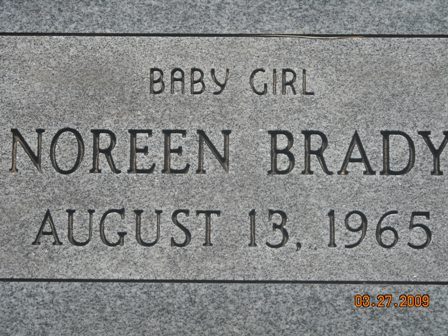 BABY GIRL
NOREEN BRADY
AUGUST 13, 1965
03.27.2009